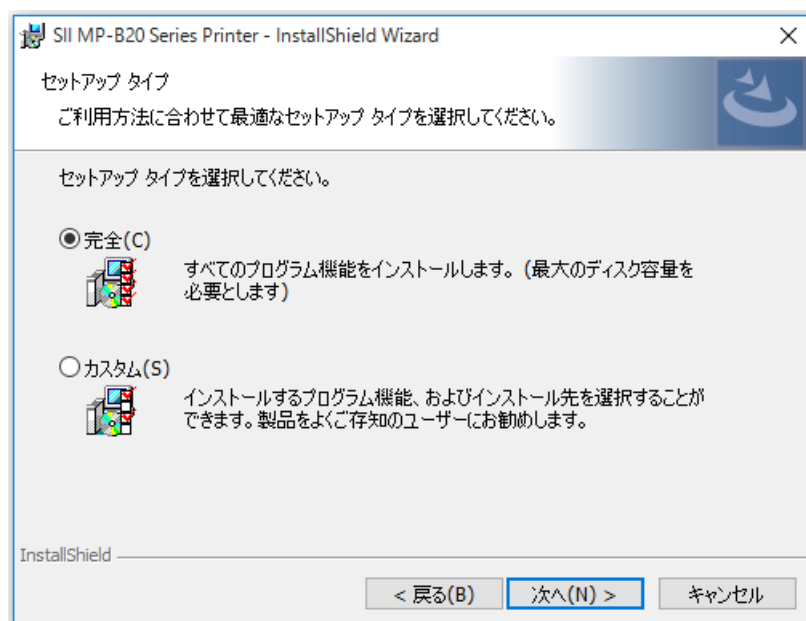 SII MP-B20 Series Printer - InstallShield Wizard
セットアップ タイプ
ご利用方法に合わせて最適なセットアップ タイプを選択してください。
セットアップ タイプを選択してください。
完全(C)
すべてのプログラム機能をインストールします。(最大のディスク容量を
必要とします)
カスタム(S)
インストールするプログラム機能、およびインストール先を選択することが
できます。製品をよくご存知のユーザーにお勧めします。
InstallShield
< 戻る(B) 次へ(N) > キャンセル